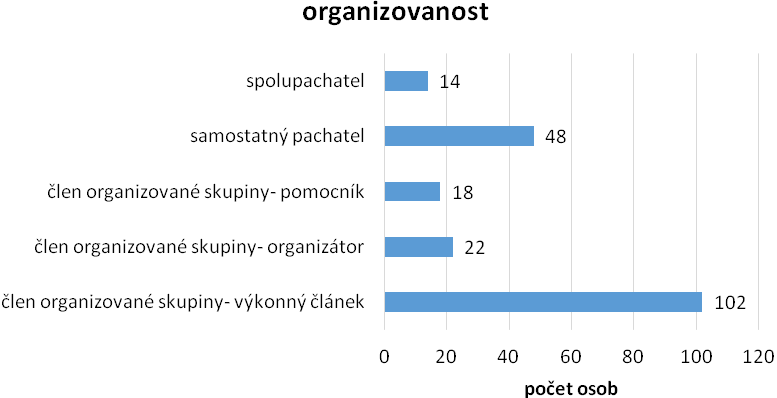 organizovanost
spolupachatel 14
samostatný pachatel 48
člen organizované skupiny- pomocník 18
člen organizované skupiny- organizátor 22
člen organizované skupiny- výkonný článek 102
0 20 40 60 80 100 120
počet osob